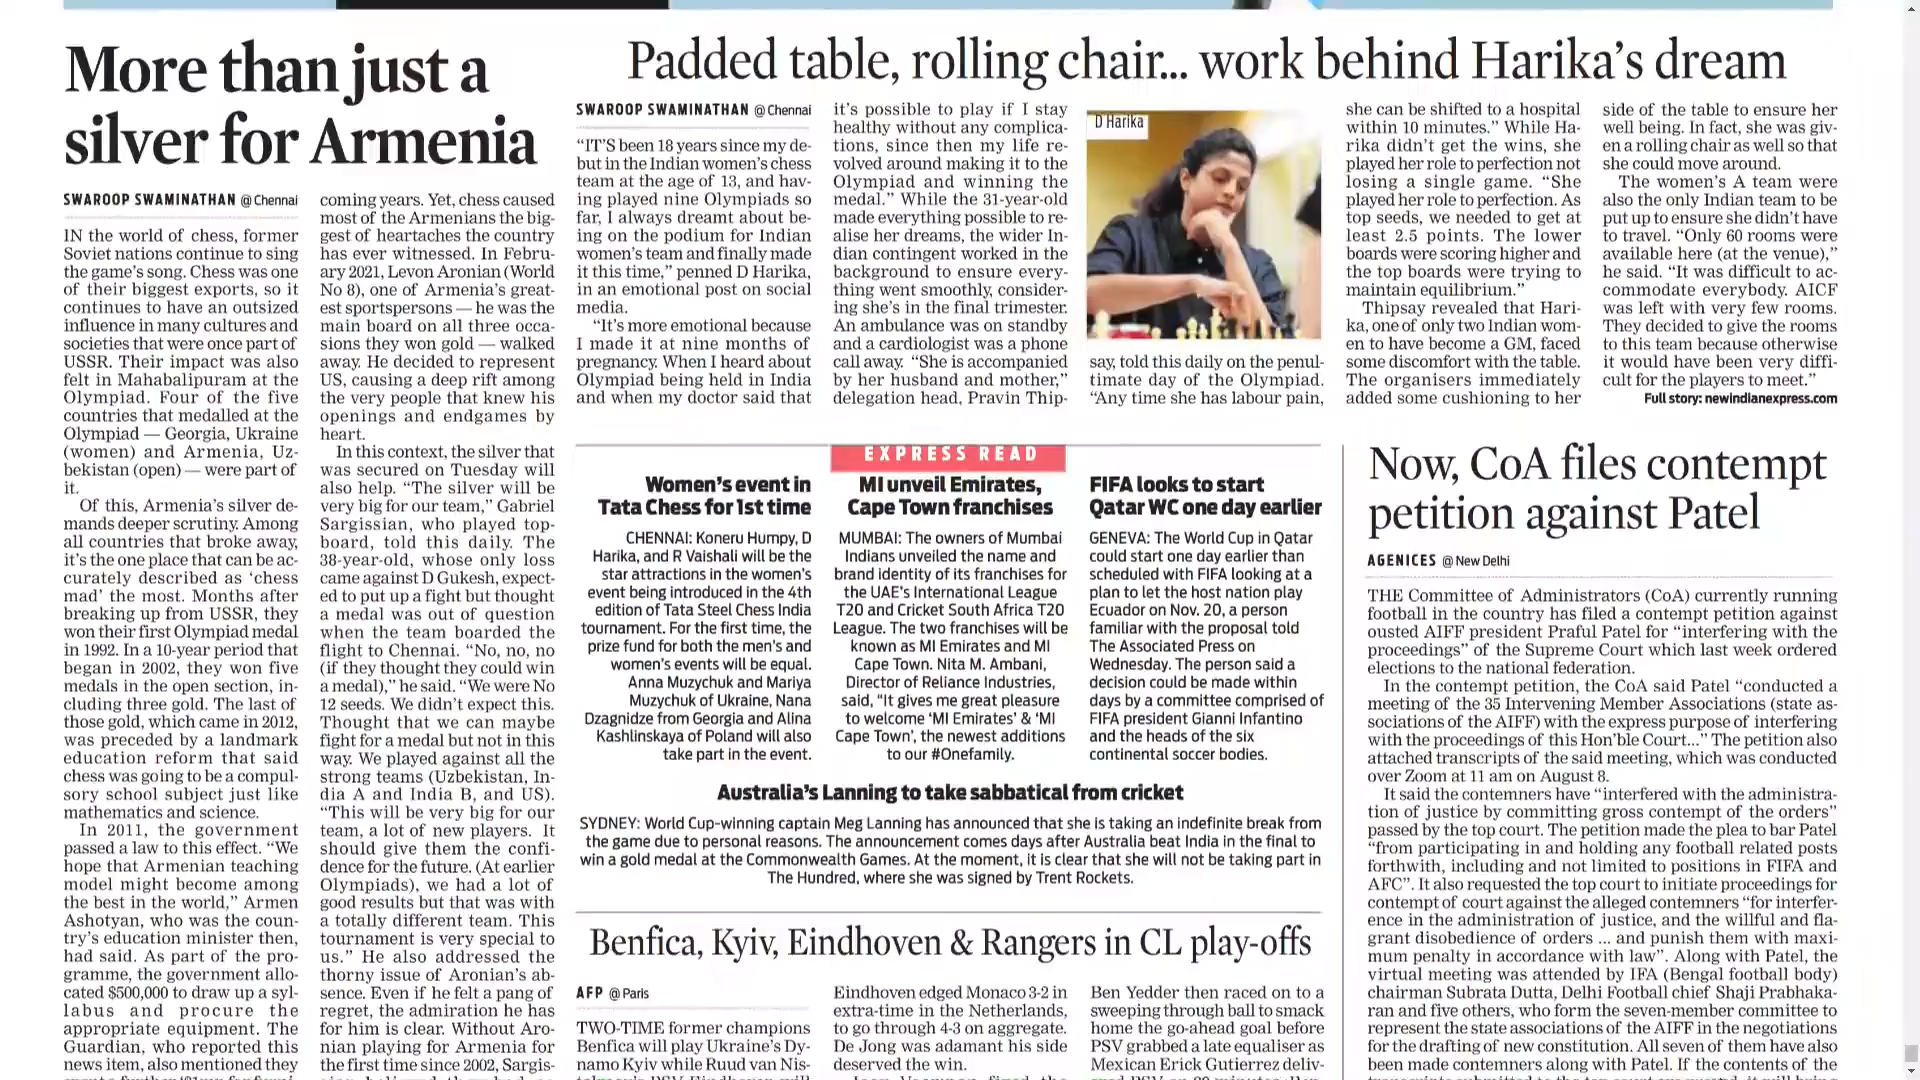 More than just a
silver for Armenia
SWAROOP SWAMINATHAN @ Chennai
IN the world of chess, former
Soviet nations continue to sing
the game's song. Chess was one
of their biggest exports, so it
continues to have an outsized
influence in many cultures and
societies that were once part of
USSR. Their impact was also
felt in Mahabalipuram at the
Olympiad. Four of the five
countries that medalled at the
Olympiad — Georgia, Ukraine
(women) and Armenia, Uz-
bekistan (open) — were part of
it.
Of this, Armenia's silver de-
mands deeper scrutiny. Among
all countries that broke away,
it's the one place that can be ac-
curately described as 'chess
mad' the most. Months after
breaking up from USSR, they
won their first Olympiad medal
in 1992. In a 10-year period that
began in 2002, they won five
medals in the open section, in-
cluding three gold. The last of
those gold, which came in 2012,
was preceded by a landmark
education reform that said
chess was going to be a compul-
sory school subject just like
mathematics and science.
In 2011, the government
passed a law to this effect. "We
hope that Armenian teaching
model might become among
the best in the world," Armen
Ashotyan, who was the coun-
try's education minister then,
had said. As part of the pro-
gramme, the government allo-
cated $500,000 to draw up a syl-
labus and procure the
appropriate equipment. The
Guardian, who reported this
news item, also mentioned they
coming years. Yet, chess caused
most of the Armenians the big-
gest of heartaches the country
has ever witnessed. In Febru-
ary 2021, Levon Aronian (World
No 8), one of Armenia's great-
est sportspersons — he was the
main board on all three occa-
sions they won gold — walked
away. He decided to represent
US, causing a deep rift among
the very people that knew his
openings and endgames by
heart.
In this context, the silver that
was secured on Tuesday will
also help. "The silver will be
very big for our team," Gabriel
Sargissian, who played top-
board, told this daily. The
38-year-old, whose only loss
came against D Gukesh, expect-
ed to put up a fight but thought
a medal was out of question
when the team boarded the
flight to Chennai. "No, no, no
(if they thought they could win
a medal)," he said. "We were No
12 seeds. We didn't expect this.
Thought that we can maybe
fight for a medal but not in this
way. We played against all the
strong teams (Uzbekistan, In-
dia A and India B, and US).
"This will be very big for our
team, a lot of new players. It
should give them the confi-
dence for the future. (At earlier
Olympiads), we had a lot of
good results but that was with
a totally different team. This
tournament is very special to
us." He also addressed the
thorny issue of Aronian's ab-
sence. Even if he felt a pang of
regret, the admiration he has
for him is clear. Without Aro-
nian playing for Armenia for
the first time since 2002, Sargis-
Padded table, rolling chair... work behind Harika's dream
SWAROOP SWAMINATHAN @ Chennai
"IT'S been 18 years since my de-
but in the Indian women's chess
team at the age of 13, and hav-
ing played nine Olympiads so
far, I always dreamt about be-
ing on the podium for Indian
women's team and finally made
it this time," penned D Harika,
in an emotional post on social
media.
"It's more emotional because
I made it at nine months of
pregnancy. When I heard about
Olympiad being held in India
and when my doctor said that
it's possible to play if I stay
healthy without any complica-
tions, since then my life re-
volved around making it to the
Olympiad and winning the
medal." While the 31-year-old
made everything possible to re-
alise her dreams, the wider In-
dian contingent worked in the
background to ensure every-
thing went smoothly, consider-
ing she's in the final trimester.
An ambulance was on standby
and a cardiologist was a phone
call away. "She is accompanied
by her husband and mother,"
delegation head, Pravin Thip-
D Harika
say, told this daily on the penul-
timate day of the Olympiad.
"Any time she has labour pain,
she can be shifted to a hospital
within 10 minutes." While Ha-
rika didn't get the wins, she
played her role to perfection not
losing a single game. "She
played her role to perfection. As
top seeds, we needed to get at
least 2.5 points. The lower
boards were scoring higher and
the top boards were trying to
maintain equilibrium."
Thipsay revealed that Hari-
ka, one of only two Indian wom-
en to have become a GM, faced
some discomfort with the table.
The organisers immediately
added some cushioning to her
side of the table to ensure her
well being. In fact, she was giv-
en a rolling chair as well so that
she could move around.
The women's A team were
also the only Indian team to be
put up to ensure she didn't have
to travel. "Only 60 rooms were
available here (at the venue),"
he said. "It was difficult to ac-
commodate everybody. AICF
was left with very few rooms.
They decided to give the rooms
to this team because otherwise
it would have been very diffi-
cult for the players to meet."
Full story: newindianexpress.com
EXPRESS READ
Women's event in
Tata Chess for 1st time
CHENNAI: Koneru Humpy, D
Harika, and R Vaishali will be the
star attractions in the women's
event being introduced in the 4th
edition of Tata Steel Chess India
tournament. For the first time, the
prize fund for both the men's and
women's events will be equal.
Anna Muzychuk and Mariya
Muzychuk of Ukraine, Nana
Dzagnidze from Georgia and Alina
Kashlinskaya of Poland will also
take part in the event.
MI unveil Emirates,
Cape Town franchises
MUMBAI: The owners of Mumbai
Indians unveiled the name and
brand identity of its franchises for
the UAE's International League
T20 and Cricket South Africa T20
League. The two franchises will be
known as MI Emirates and MI
Cape Town. Nita M. Ambani,
Director of Reliance Industries,
said, "It gives me great pleasure
to welcome 'MI Emirates' & 'MI
Cape Town', the newest additions
to our #Onefamily.
FIFA looks to start
Qatar WC one day earlier
GENEVA: The World Cup in Qatar
could start one day earlier than
scheduled with FIFA looking at a
plan to let the host nation play
Ecuador on Nov. 20, a person
familiar with the proposal told
The Associated Press on
Wednesday. The person said a
decision could be made within
days by a committee comprised of
FIFA president Gianni Infantino
and the heads of the six
continental soccer bodies.
Australia's Lanning to take sabbatical from cricket
SYDNEY: World Cup-winning captain Meg Lanning has announced that she is taking an indefinite break from
the game due to personal reasons. The announcement comes days after Australia beat India in the final to
win a gold medal at the Commonwealth Games. At the moment, it is clear that she will not be taking part in
The Hundred, where she was signed by Trent Rockets.
Benfica, Kyiv, Eindhoven & Rangers in CL play-offs
AFP @ Paris
TWO-TIME former champions
Benfica will play Ukraine's Dy-
namo Kyiv while Ruud van Nis-
Eindhoven edged Monaco 3-2 in
extra-time in the Netherlands,
to go through 4-3 on aggregate.
De Jong was adamant his side
deserved the win.
Ben Yedder then raced on to a
sweeping through ball to smack
home the go-ahead goal before
PSV grabbed a late equaliser as
Mexican Erick Gutierrez deliv-
Now, CoA files contempt
petition against Patel
AGENICES @ New Delhi
THE Committee of Administrators (CoA) currently running
football in the country has filed a contempt petition against
ousted AIFF president Praful Patel for "interfering with the
proceedings" of the Supreme Court which last week ordered
elections to the national federation.
In the contempt petition, the CoA said Patel "conducted a
meeting of the 35 Intervening Member Associations (state as-
sociations of the AIFF) with the express purpose of interfering
with the proceedings of this Hon'ble Court..." The petition also
attached transcripts of the said meeting, which was conducted
over Zoom at 11 am on August 8.
It said the contemners have "interfered with the administra-
tion of justice by committing gross contempt of the orders"
passed by the top court. The petition made the plea to bar Patel
"from participating in and holding any football related posts
forthwith, including and not limited to positions in FIFA and
AFC". It also requested the top court to initiate proceedings for
contempt of court against the alleged contemners "for interfer-
ence in the administration of justice, and the willful and fla-
grant disobedience of orders ... and punish them with maxi-
mum penalty in accordance with law". Along with Patel, the
virtual meeting was attended by IFA (Bengal football body)
chairman Subrata Dutta, Delhi Football chief Shaji Prabhaka-
ran and five others, who form the seven-member committee to
represent the state associations of the AIFF in the negotiations
for the drafting of new constitution. All seven of them have also
been made contemners along with Patel. If the contents of the